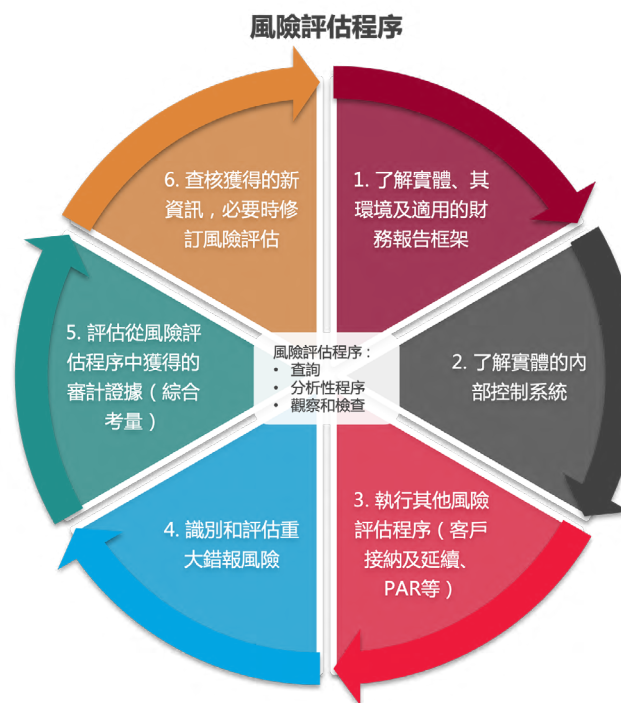 風險評估程序
1. 了解實體、其
環境及適用的財
務報告框架
2. 了解實體的內
部控制系統
3. 執行其他風險
評估程序（客戶
接納及延續、
PAR等）
4. 識別和評估重
大錯報風險
5. 評估從風險評
估程序中獲得的
審計證據（綜合
考量）
6. 查核獲得的新
資訊，必要時修
訂風險評估
風險評估程序：
• 查詢
• 分析性程序
• 觀察和檢查